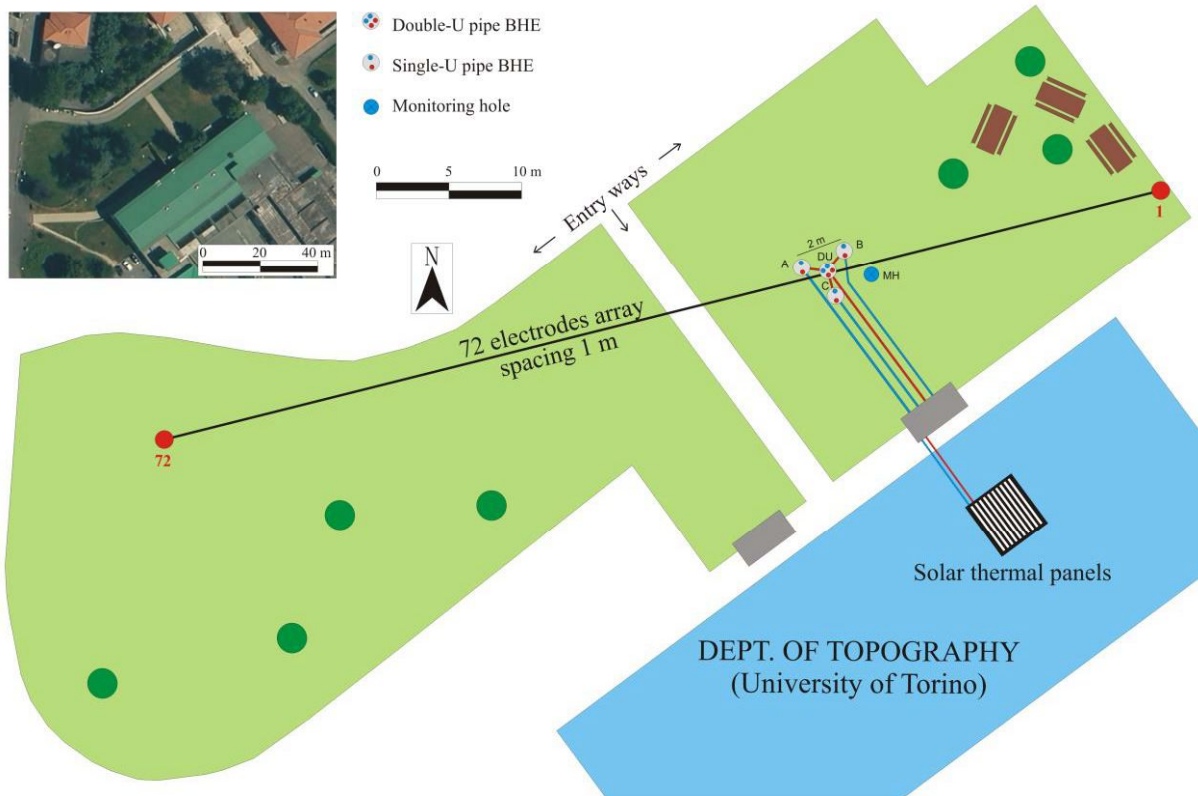 Double-U pipe BHE
Single-U pipe BHE
Monitoring hole
0 5 10 m
0 20 40 m
Entry ways
N
2 m
A
DU
B
C
MH
1
72 electrodes array
spacing 1 m
72
Solar thermal panels
DEPT. OF TOPOGRAPHY
(University of Torino)